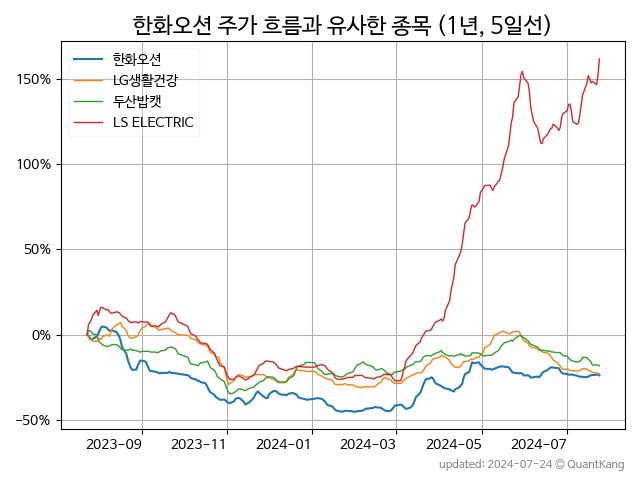 한화오션 주가 흐름과 유사한 종목 (1년, 5일선)
한화오션
LG생활건강
두산밥캣
LS ELECTRIC
150%
100%
50%
0%
−50%
2023-09
2023-11
2024-01
2024-03
2024-05
2024-07
updated: 2024-07-24 © QuantKang